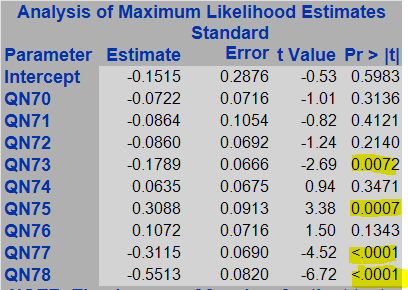 Analysis of Maximum Likelihood Estimates
Standard
Parameter Estimate Error t Value Pr > |t|
Intercept -0.1515 0.2876 -0.53 0.5983
QN70 -0.0722 0.0716 -1.01 0.3136
QN71 -0.0864 0.1054 -0.82 0.4121
QN72 -0.0860 0.0692 -1.24 0.2140
QN73 -0.1789 0.0666 -2.69 0.0072
QN74 0.0635 0.0675 0.94 0.3471
QN75 0.3088 0.0913 3.38 0.0007
QN76 0.1072 0.0716 1.50 0.1343
QN77 -0.3115 0.0690 -4.52 <.0001
QN78 -0.5513 0.0820 -6.72 <.0001